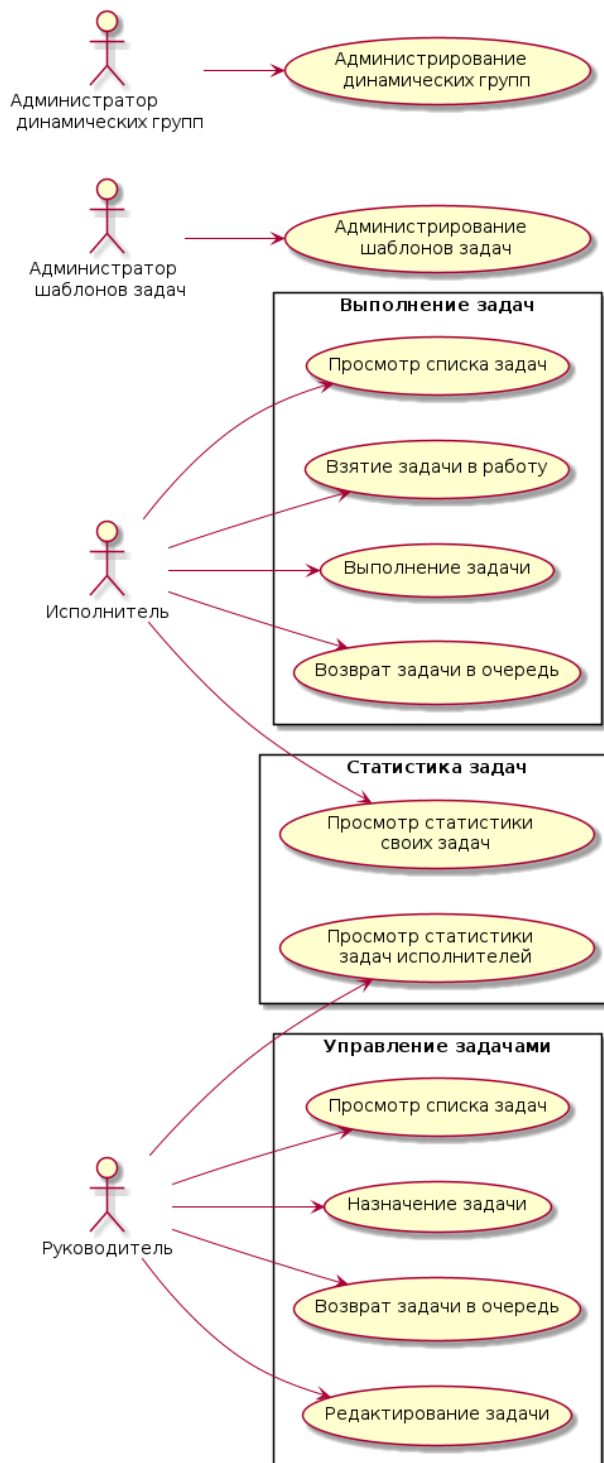 Администратор
динамических групп
Администрирование
динамических групп
Администратор
шаблонов задач
Администрирование
шаблонов задач
Выполнение задач
Просмотр списка задач
Взятие задачи в работу
Выполнение задачи
Возврат задачи в очередь
Исполнитель
Статистика задач
Просмотр статистики
своих задач
Просмотр статистики
задач исполнителей
Управление задачами
Просмотр списка задач
Назначение задачи
Возврат задачи в очередь
Редактирование задачи
Руководитель